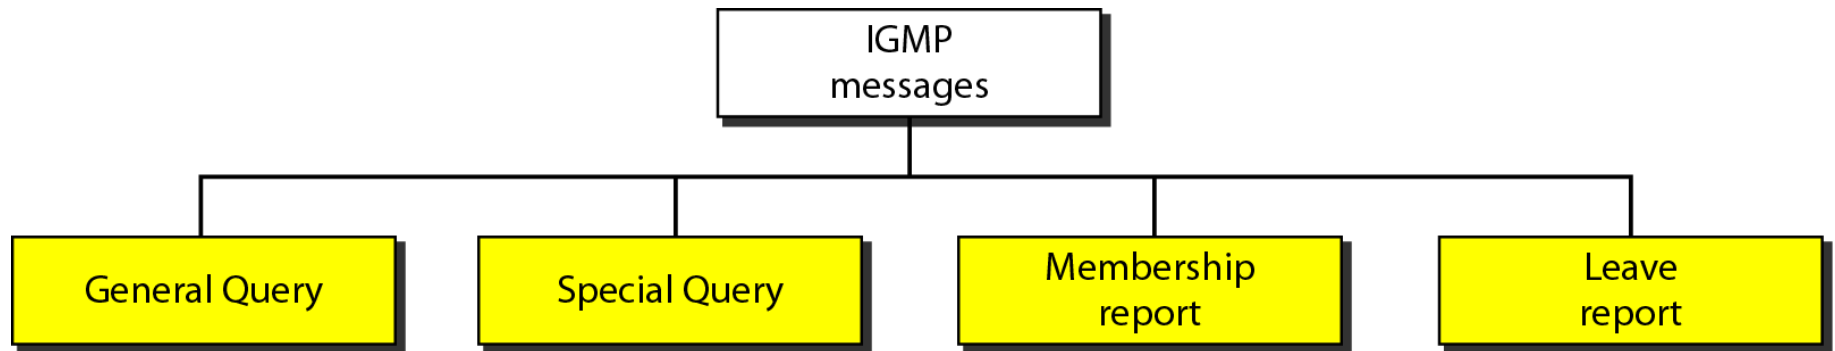 IGMP
messages
General Query
Special Query
Membership
report
Leave
report